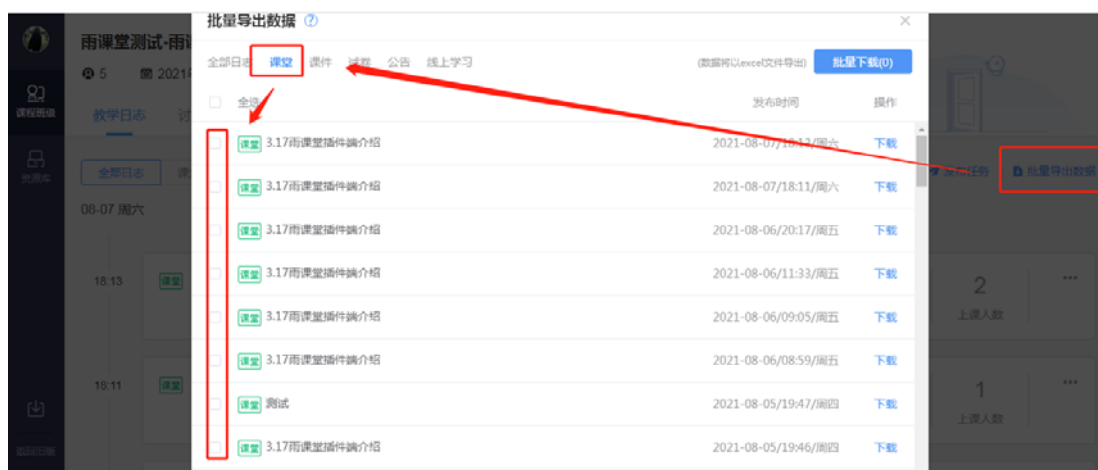 批量导出数据 ?
雨课堂测试-雨
5 2021
全部日志 课堂 课件 试卷 公告 线上学习 (数据将以excel文件导出) 批量下载(0)
课程班级
教学日志 讨
全选 发布时间 操作
课堂 3.17雨课堂插件端介绍 2021-08-07/18:13/周六 下载
资源库
全部日志 课
发布任务 批量导出数据
课堂 3.17雨课堂插件端介绍 2021-08-07/18:11/周六 下载
08-07 周六
课堂 3.17雨课堂插件端介绍 2021-08-06/20:17/周五 下载
18:13 课堂
课堂 3.17雨课堂插件端介绍 2021-08-06/11:33/周五 下载
2
上课人数
课堂 3.17雨课堂插件端介绍 2021-08-06/09:05/周五 下载
课堂 3.17雨课堂插件端介绍 2021-08-06/08:59/周五 下载
18:11 课堂
1
上课人数
课堂 测试 2021-08-05/19:47/周四 下载
课堂 3.17雨课堂插件端介绍 2021-08-05/19:46/周四 下载
返回旧版